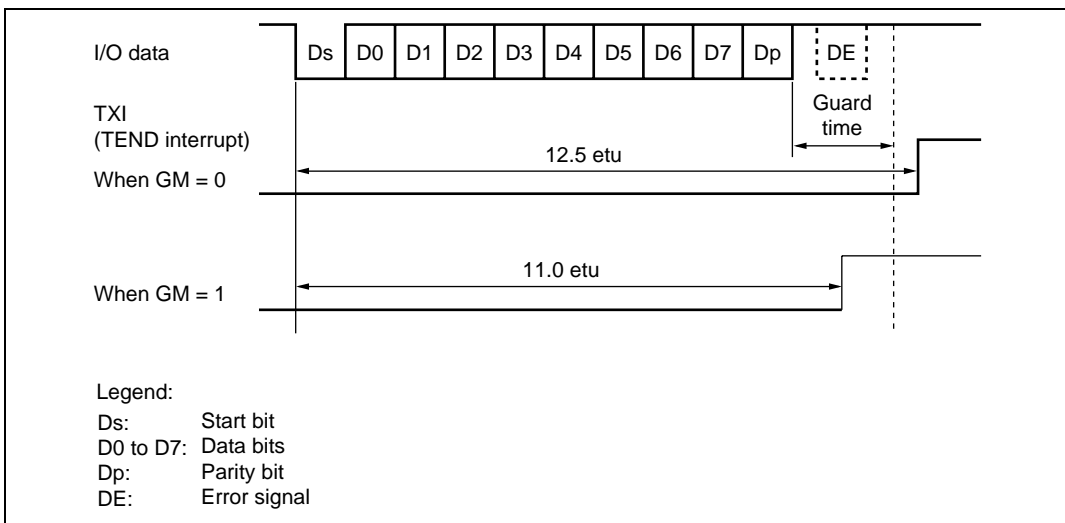 I/O data
Ds D0 D1 D2 D3 D4 D5 D6 D7 Dp DE
TXI
(TEND interrupt)
Guard
time
12.5 etu
When GM = 0
11.0 etu
When GM = 1
Legend:
Ds: Start bit
D0 to D7: Data bits
Dp: Parity bit
DE: Error signal